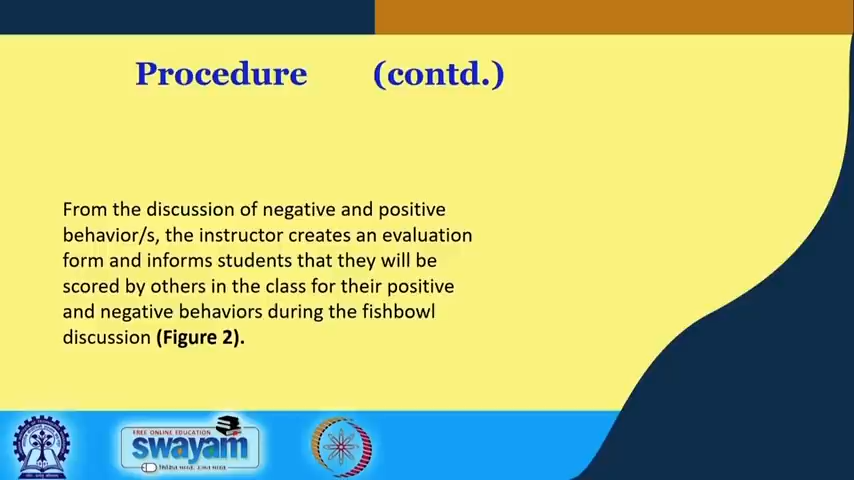 Procedure (contd.)
From the discussion of negative and positive
behavior/s, the instructor creates an evaluation
form and informs students that they will be
scored by others in the class for their positive
and negative behaviors during the fishbowl
discussion (Figure 2).
FREE ONLINE EDUCATION
swayam